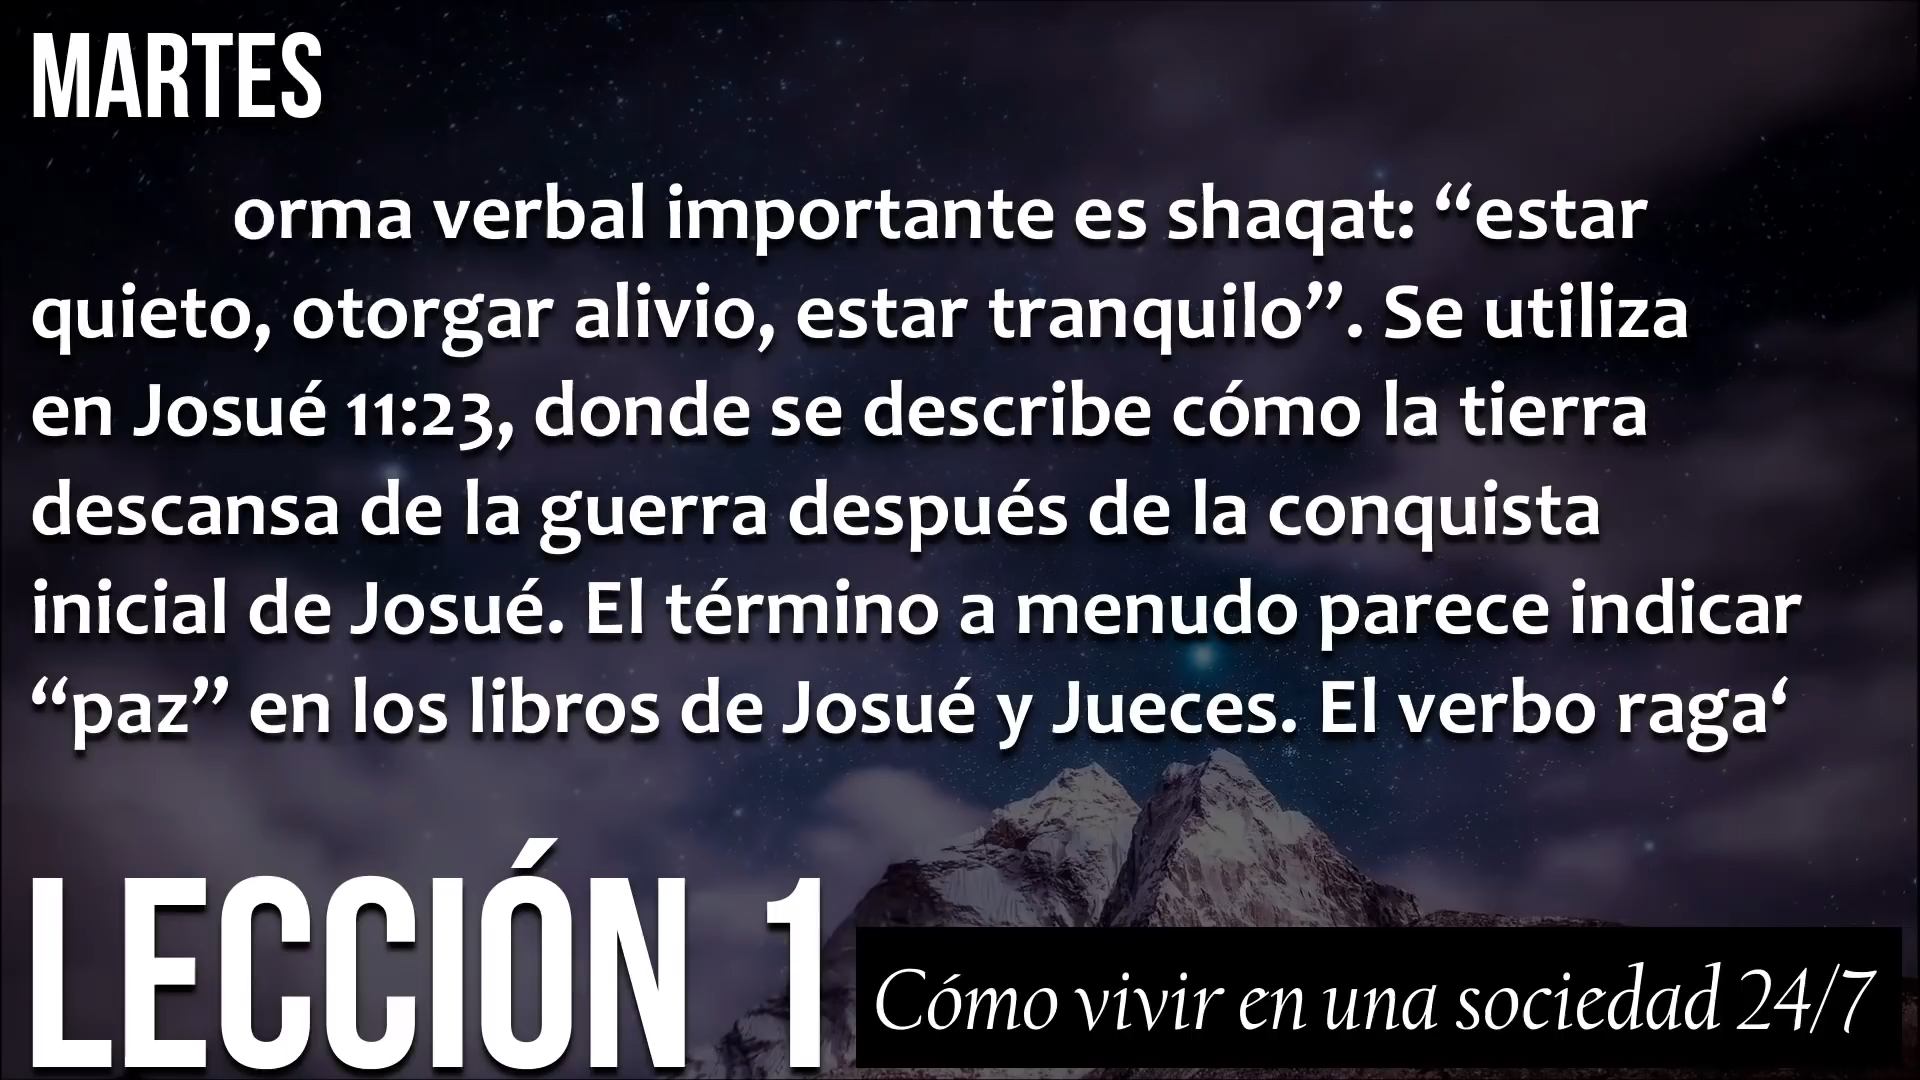 MARTES
orma verbal importante es shaqat: “estar
quieto, otorgar alivio, estar tranquilo”. Se utiliza
en Josué 11:23, donde se describe cómo la tierra
descansa de la guerra después de la conquista
inicial de Josué. El término a menudo parece indicar
“paz” en los libros de Josué y Jueces. El verbo raga‘
LECCIÓN 1
Cómo vivir en una sociedad 24/7